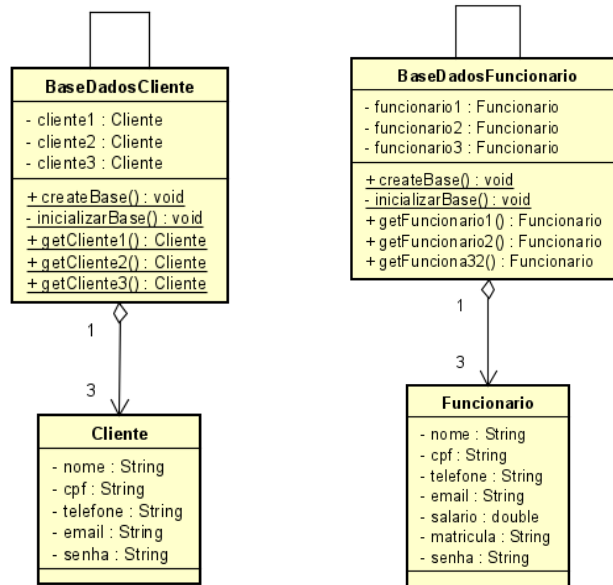 BaseDadosCliente
- cliente1 : Cliente
- cliente2 : Cliente
- cliente3 : Cliente
+ createBase() : void
- inicializarBase() : void
+ getCliente1() : Cliente
+ getCliente2() : Cliente
+ getCliente3() : Cliente
1
3
Cliente
- nome : String
- cpf : String
- telefone : String
- email : String
- senha : String
BaseDadosFuncionario
- funcionario1 : Funcionario
- funcionario2 : Funcionario
- funcionario3 : Funcionario
+ createBase() : void
- inicializarBase() : void
+ getFuncionario1() : Funcionario
+ getFuncionario2() : Funcionario
+ getFunciona32() : Funcionario
1
3
Funcionario
- nome : String
- cpf : String
- telefone : String
- email : String
- salario : double
- matricula : String
- senha : String